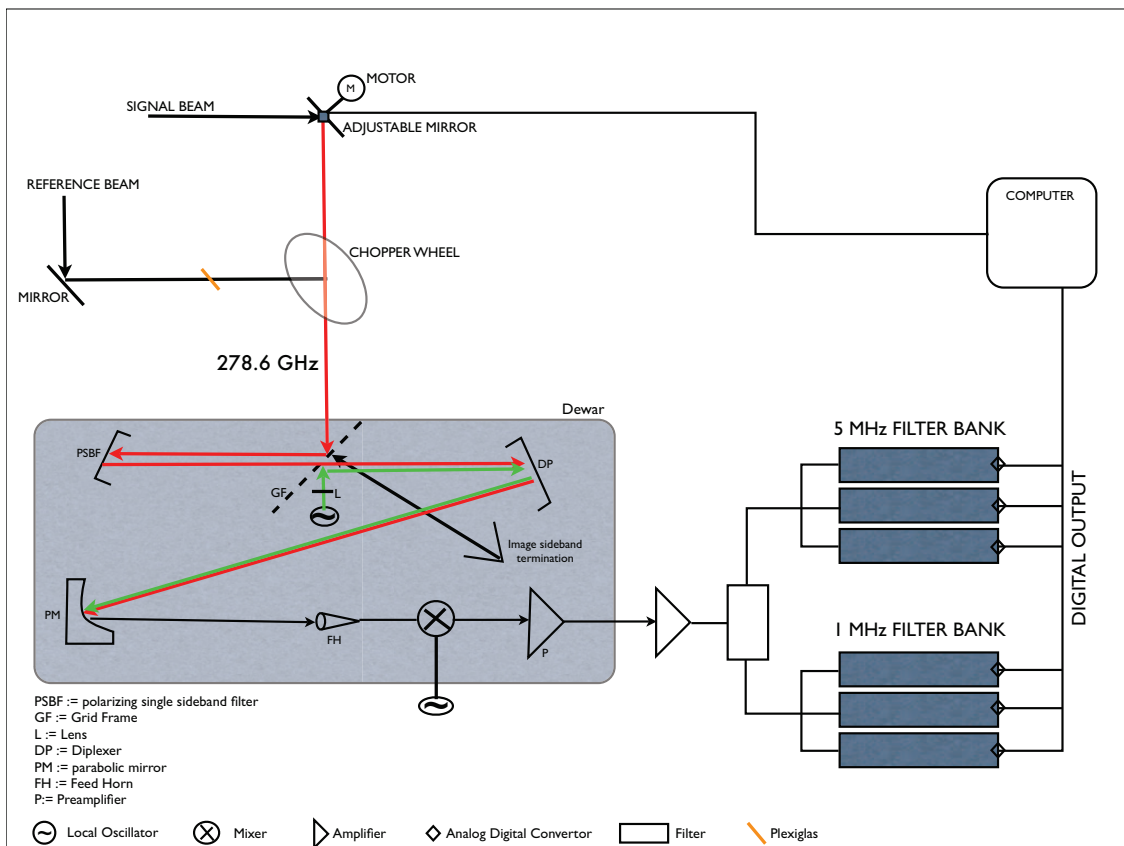 MOTOR
M
SIGNAL BEAM
ADJUSTABLE MIRROR
REFERENCE BEAM
COMPUTER
CHOPPER WHEEL
MIRROR
278.6 GHz
Dewar
5 MHz FILTER BANK
PSBF
DP
GF
L
Image sideband
termination
DIGITAL OUTPUT
PM
FH
P
1 MHz FILTER BANK
PSBF := polarizing single sideband filter
GF := Grid Frame
L := Lens
DP := Diplexer
PM := parabolic mirror
FH := Feed Horn
P:= Preamplifier
Local Oscillator
Mixer
Amplifier
Analog Digital Convertor
Filter
Plexiglas